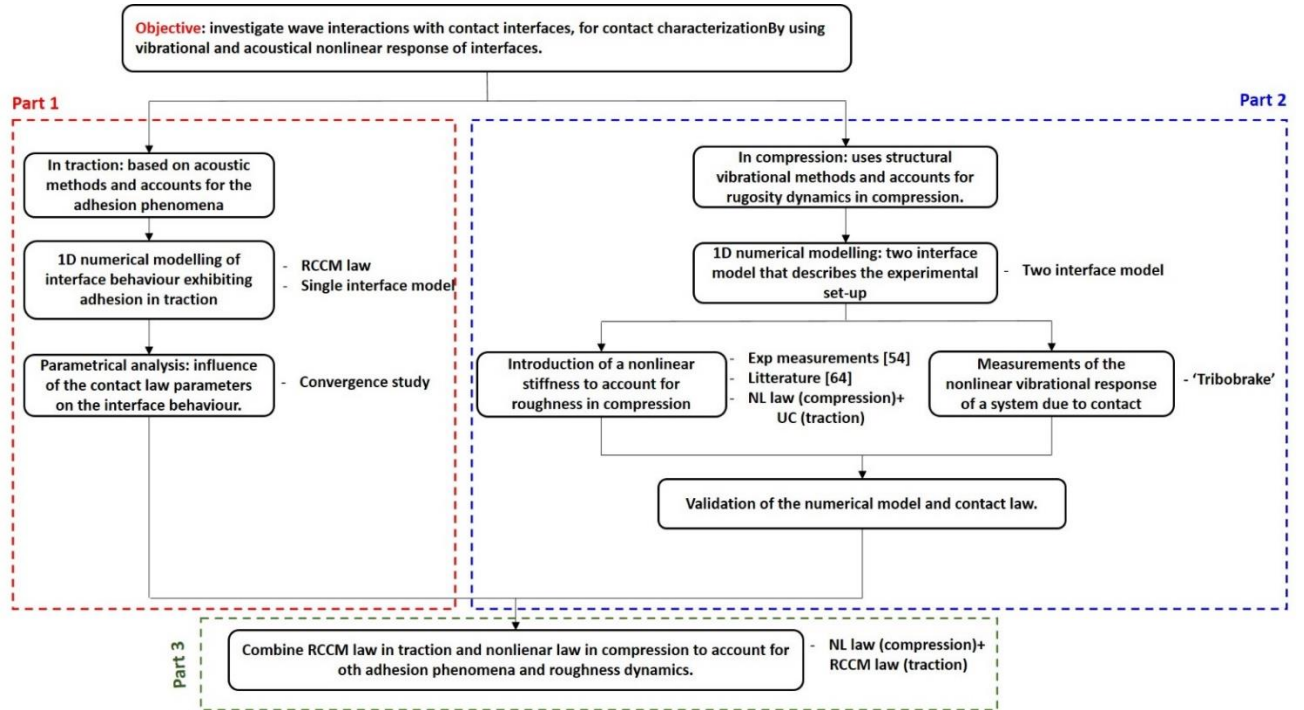 Objective: investigate wave interactions with contact interfaces, for contact characterizationBy using
vibrational and acoustical nonlinear response of interfaces.
Part 1
Part 2
In traction: based on acoustic
methods and accounts for the
adhesion phenomena
1D numerical modelling of
interface behaviour exhibiting
adhesion in traction
- RCCM law
- Single interface model
Parametrical analysis: influence
of the contact law parameters
on the interface behaviour.
- Convergence study
In compression: uses structural
vibrational methods and accounts for
rugosity dynamics in compression.
1D numerical modelling: two interface
model that describes the experimental
set-up
- Two interface model
Introduction of a nonlinear
stiffness to account for
roughness in compression
- Exp measurements [54]
- Litterature [64]
- NL law (compression)+
UC (traction)
Measurements of the
nonlinear vibrational response
of a system due to contact
- ‘Tribobrake’
Validation of the numerical model and contact law.
Part 3
Combine RCCM law in traction and nonlienar law in compression to account for
oth adhesion phenomena and roughness dynamics.
- NL law (compression)+
RCCM law (traction)